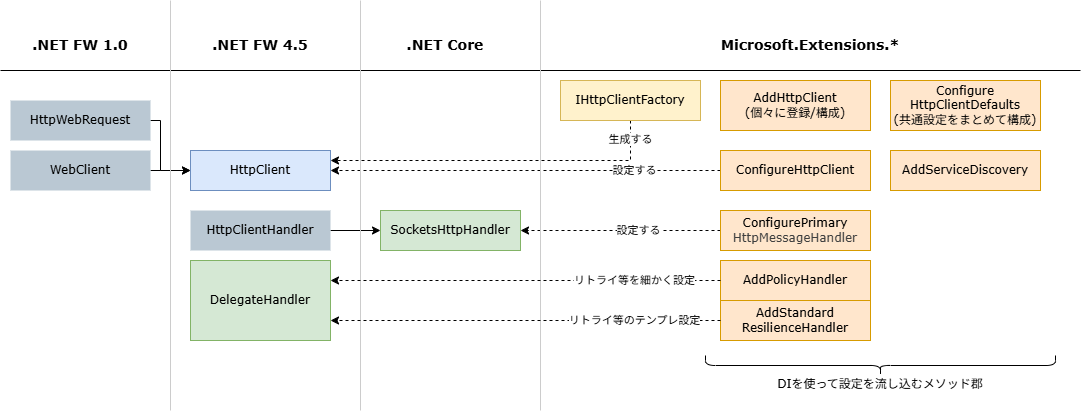 .NET FW 1.0
.NET FW 4.5
.NET Core
Microsoft.Extensions.*
HttpWebRequest
WebClient
HttpClient
HttpClientHandler
DelegateHandler
SocketsHttpHandler
IHttpClientFactory
生成する
設定する
設定する
リトライ等を細かく設定
リトライ等のテンプレ設定
AddHttpClient
(個々に登録/構成)
Configure
HttpClientDefaults
(共通設定をまとめて構成)
ConfigureHttpClient
AddServiceDiscovery
ConfigurePrimary
HttpMessageHandler
AddPolicyHandler
AddStandard
ResilienceHandler
DIを使って設定を流し込むメソッド郡